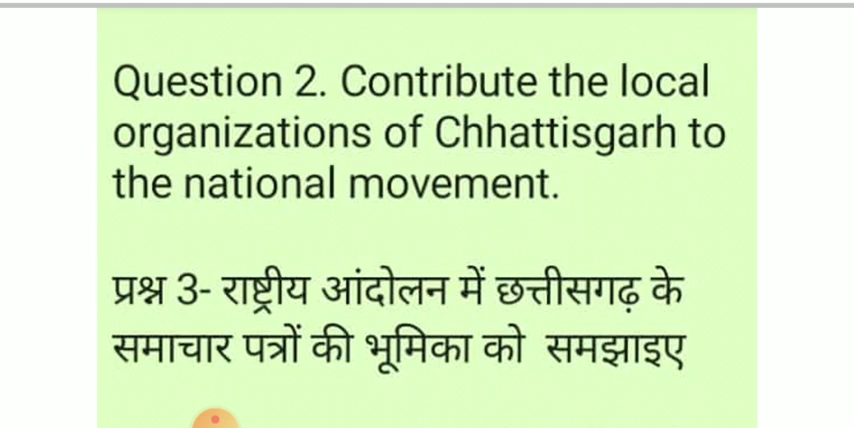 Question 2. Contribute the local
organizations of Chhattisgarh to
the national movement.
प्रश्न 3- राष्ट्रीय आंदोलन में छत्तीसगढ़ के
समाचार पत्रों की भूमिका को समझाइए